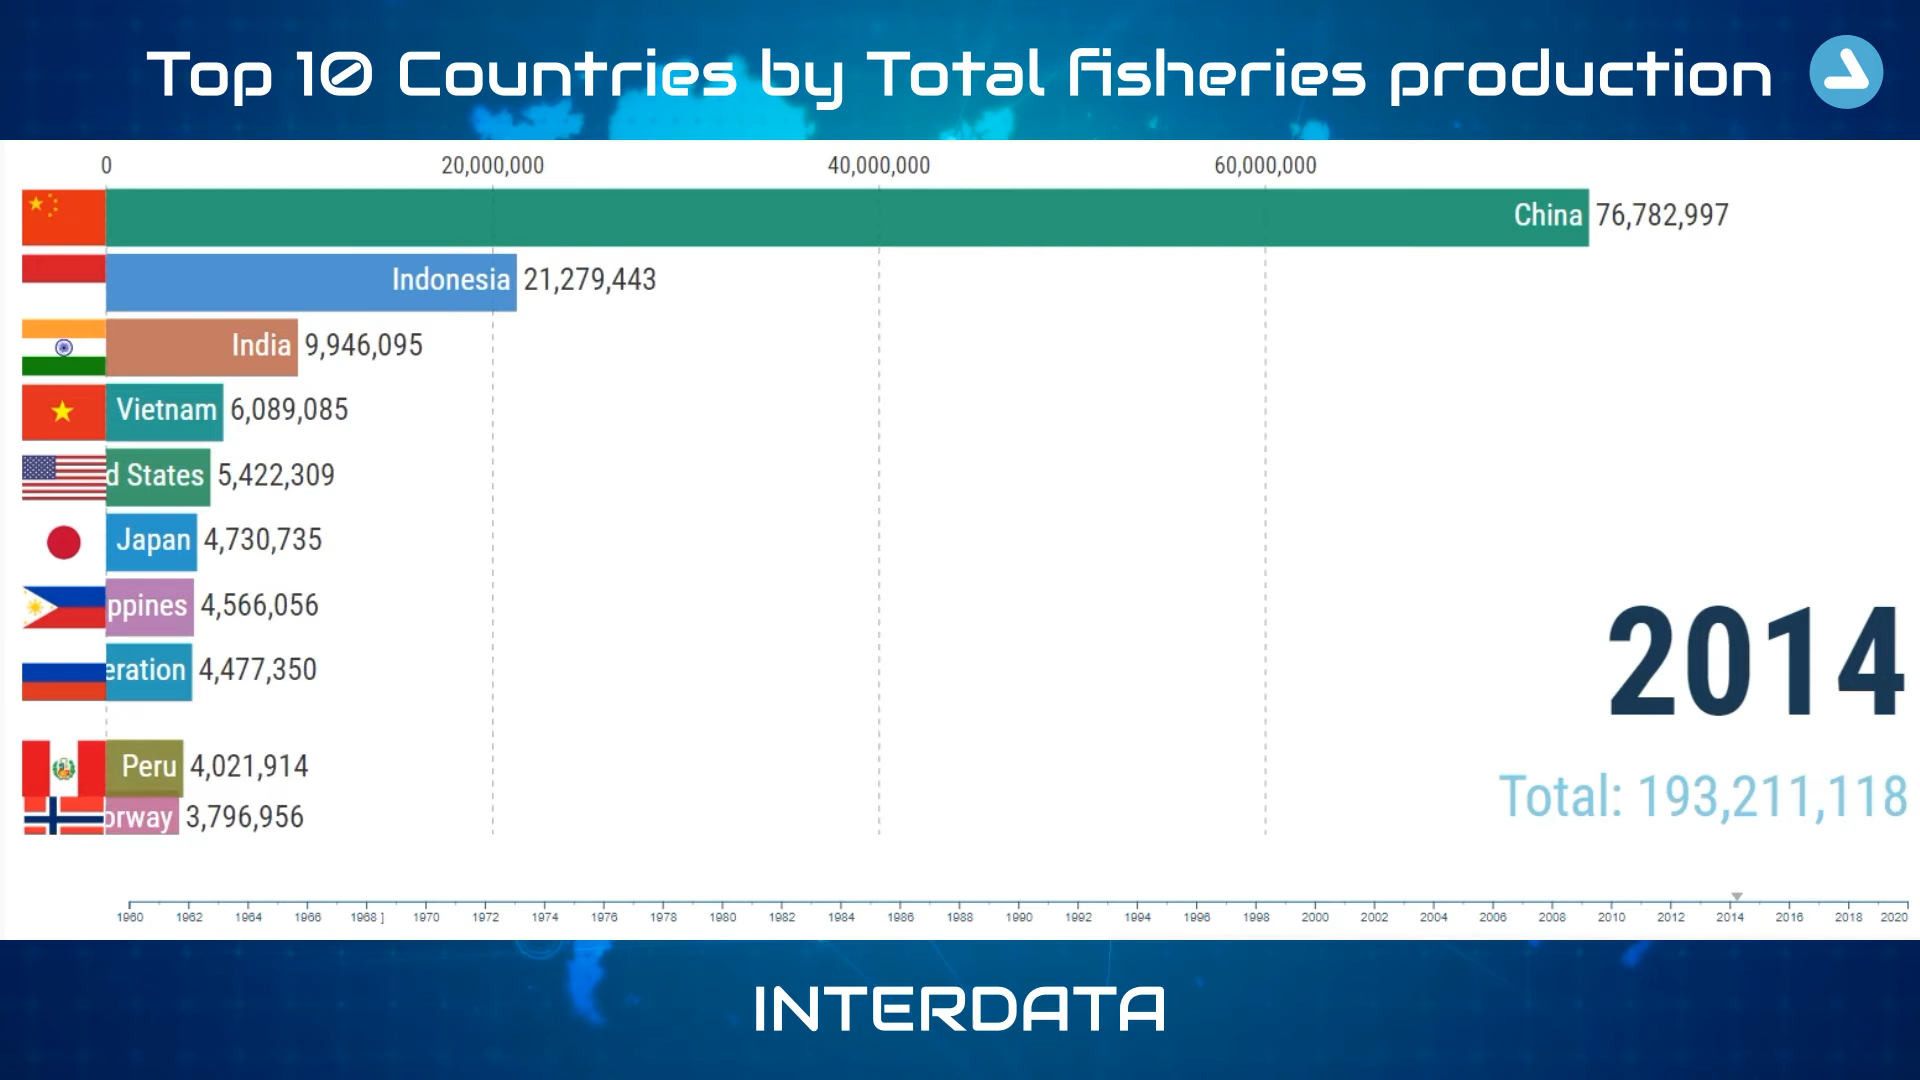 Top 10 Countries by Total fisheries production
0 20,000,000 40,000,000 60,000,000
China 76,782,997
Indonesia 21,279,443
India 9,946,095
Vietnam 6,089,085
d States 5,422,309
Japan 4,730,735
ppines 4,566,056
eration 4,477,350
Peru 4,021,914
orway 3,796,956
2014
Total: 193,211,118
1960 1962 1964 1966 1968 ] 1970 1972 1974 1976 1978 1980 1982 1984 1986 1988 1990 1992 1994 1996 1998 2000 2002 2004 2006 2008 2010 2012 2014 2016 2018 2020
INTERDATA